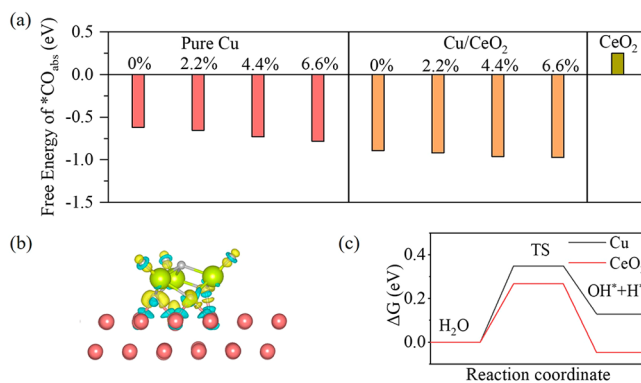 (a)
Pure Cu
Cu/CeO2
CeO2
0% 2.2% 4.4% 6.6%
0% 2.2% 4.4% 6.6%
Free Energy of *COabs (eV)
0.5
0.0
-0.5
-1.0
-1.5
(b)
(c)
Cu
CeO
TS
OH*+H
H2O
ΔG (eV)
0.4
0.2
0.0
Reaction coordinate